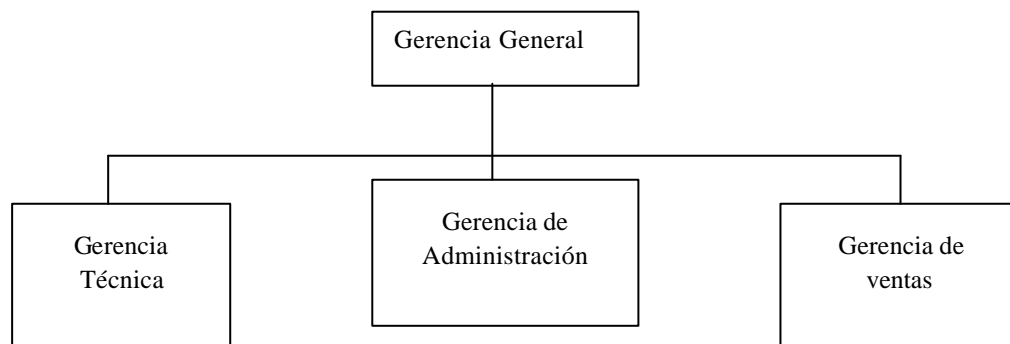 Gerencia General
Gerencia
Técnica
Gerencia de
Administración
Gerencia de
ventas